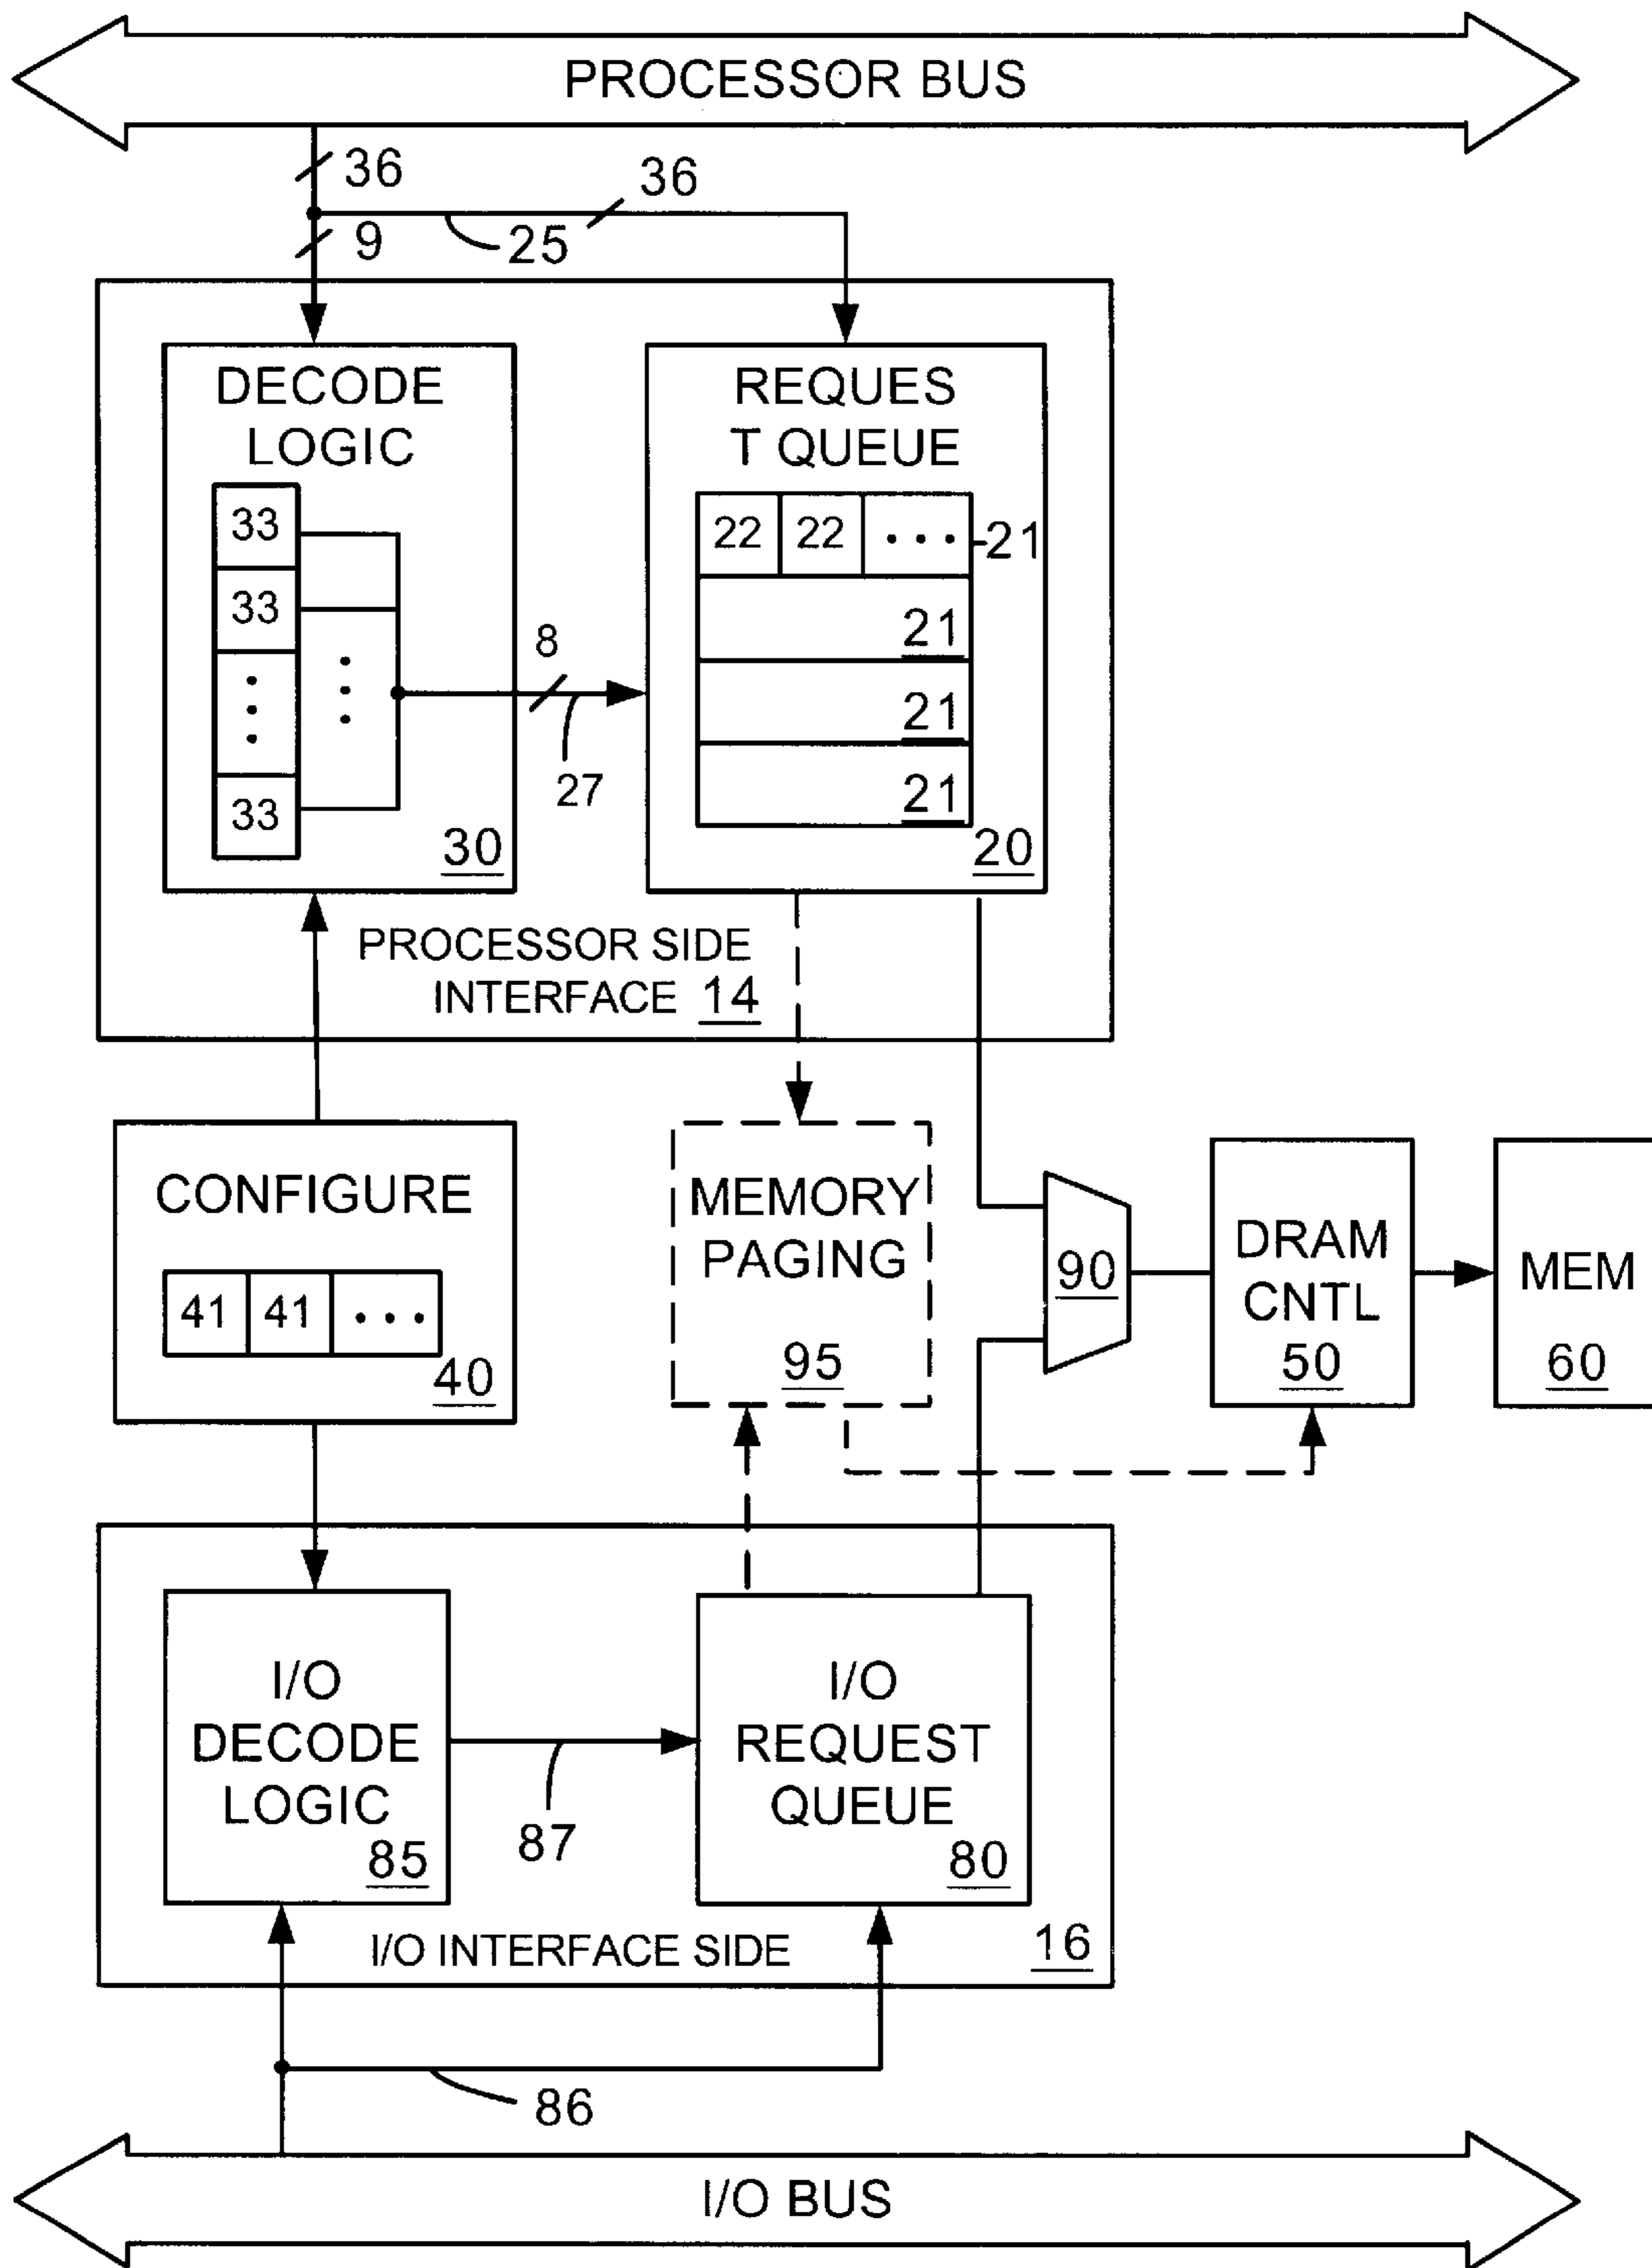 PROCESSOR BUS
36
36
9
25
DECODE
LOGIC
REQUES
T QUEUE
33
22 22 • • • 21
33
21
8
21
27
33
21
30
20
PROCESSOR SIDE
INTERFACE 14
CONFIGURE
41 41 • • •
40
MEMORY
PAGING
95
90
DRAM
CNTL
50
MEM
60
I/O
DECODE
LOGIC
85
87
I/O
REQUEST
QUEUE
80
I/O INTERFACE SIDE
16
86
I/O BUS